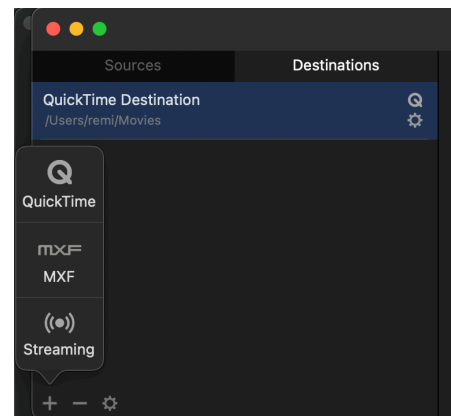 Sources
Destinations
QuickTime Destination
/Users/remi/Movies
QuickTime
mxf
MXF
Streaming